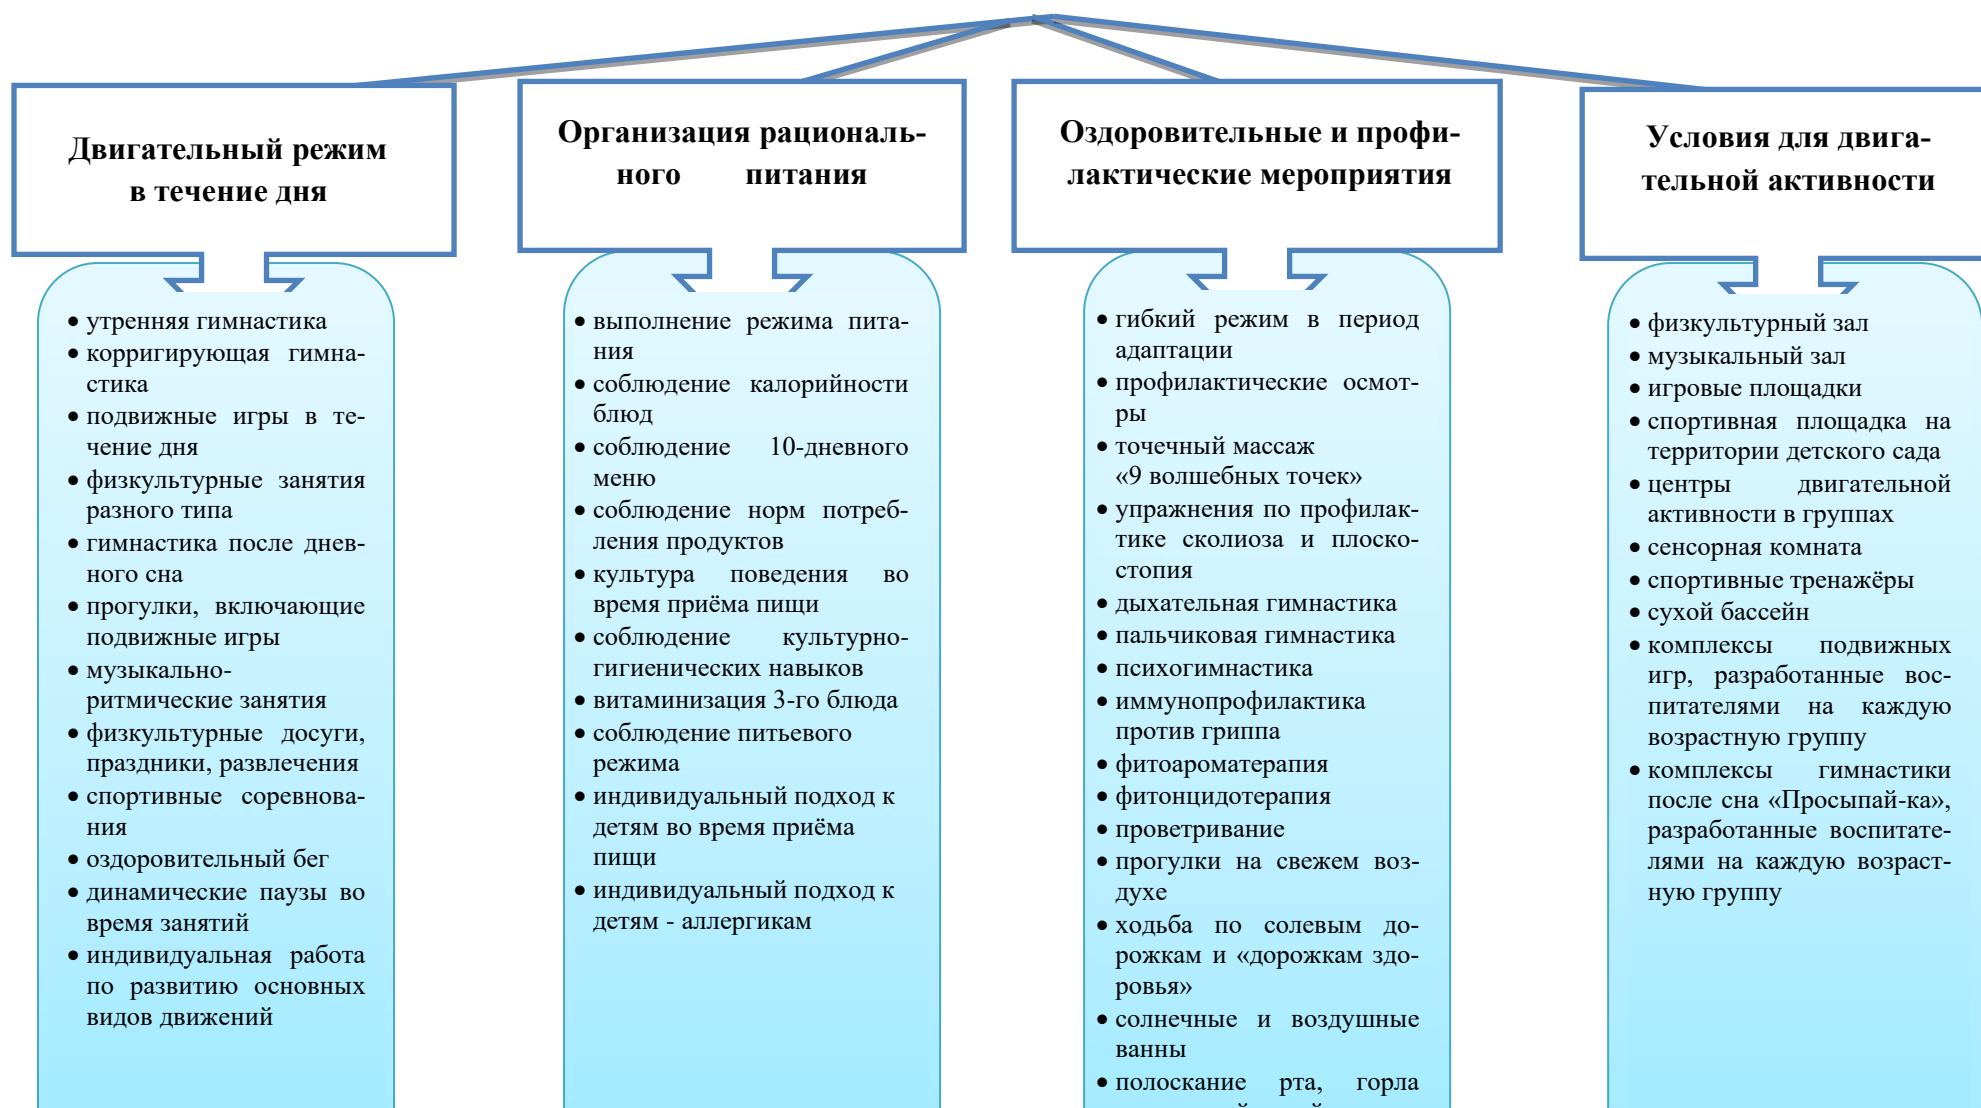 Двигательный режим
в течение дня
• утренняя гимнастика
• корригирующая гимна-
стика
• подвижные игры в те-
чение дня
• физкультурные занятия
разного типа
• гимнастика после днев-
ного сна
• прогулки, включающие
подвижные игры
• музыкально-
ритмические занятия
• физкультурные досуги,
праздники, развлечения
• спортивные соревнова-
ния
• оздоровительный бег
• динамические паузы во
время занятий
• индивидуальная работа
по развитию основных
видов движений
Организация рациональ-
ного питания
• выполнение режима пита-
ния
• соблюдение калорийности
блюд
• соблюдение 10-дневного
меню
• соблюдение норм потреб-
ления продуктов
• культура поведения во
время приёма пищи
• соблюдение культурно-
гигиенических навыков
• витаминизация 3-го блюда
• соблюдение питьевого
режима
• индивидуальный подход к
детям во время приёма
пищи
• индивидуальный подход к
детям - аллергикам
Оздоровительные и профи-
лактические мероприятия
• гибкий режим в период
адаптации
• профилактические осмот-
ры
• точечный массаж
«9 волшебных точек»
• упражнения по профилак-
тике сколиоза и плоско-
стопия
• дыхательная гимнастика
• пальчиковая гимнастика
• психогимнастика
• иммунопрофилактика
против гриппа
• фитоароматерапия
• фитонцидотерапия
• проветривание
• прогулки на свежем воз-
духе
• ходьба по солевым до-
рожкам и «дорожкам здо-
ровья»
• солнечные и воздушные
ванны
• полоскание рта, горла
Условия для двига-
тельной активности
• физкультурный зал
• музыкальный зал
• игровые площадки
• спортивная площадка на
территории детского сада
• центры двигательной
активности в группах
• сенсорная комната
• спортивные тренажёры
• сухой бассейн
• комплексы подвижных
игр, разработанные вос-
питателями на каждую
возрастную группу
• комплексы гимнастики
после сна «Просыпай-ка»,
разработанные воспитате-
лями на каждую возраст-
ную группу